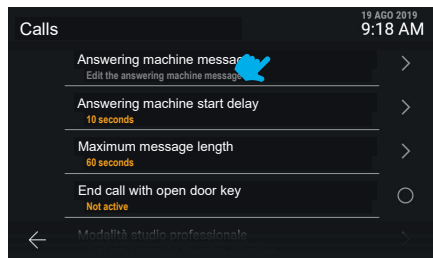 19 AGO 2019
Calls 9:18 AM
Answering machine messag
Edit the answering machine message
Answering machine start delay
10 seconds
Maximum message length
60 seconds
End call with open door key
Not active
Modalità studio professionale